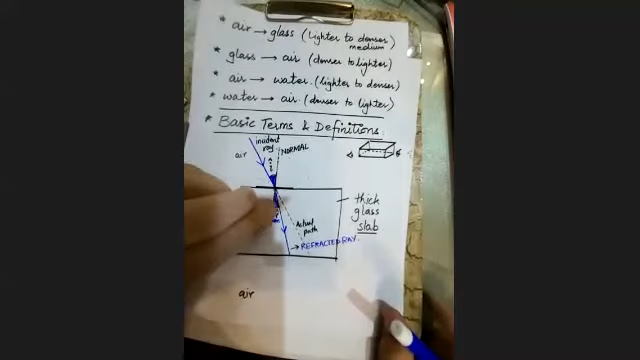 * air → glass (lighter to denser medium)
* glass → air (denser to lighter)
* air → water. (lighter to denser)
* water → air. (denser to lighter)
* Basic Terms & Definitions.
incident ray
NORMAL
air
thick glass slab
Actual path
→ REFRACTED RAY.
air